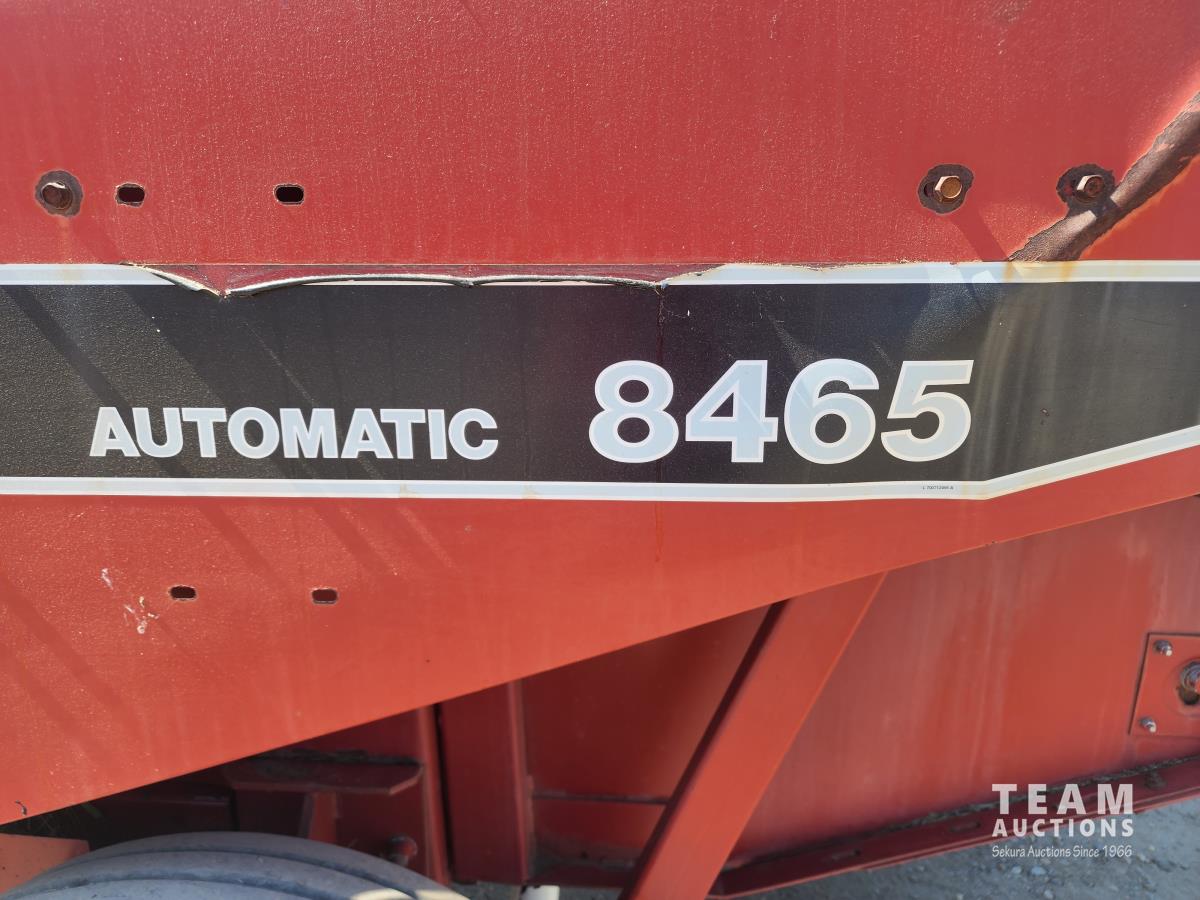 AUTOMATIC 8465
TEAM
AUCTIONS
Sekura Auctions Since 1966